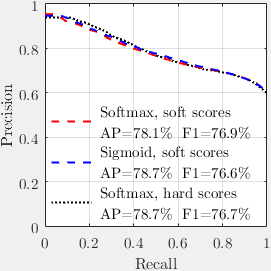 1
0.8
0.6
0.4
0.2
0
Precision
Softmax, soft scores
AP=78.1% F1=76.9%
Sigmoid, soft scores
AP=78.7% F1=76.6%
Softmax, hard scores
AP=78.7% F1=76.7%
0 0.2 0.4 0.6 0.8 1
Recall